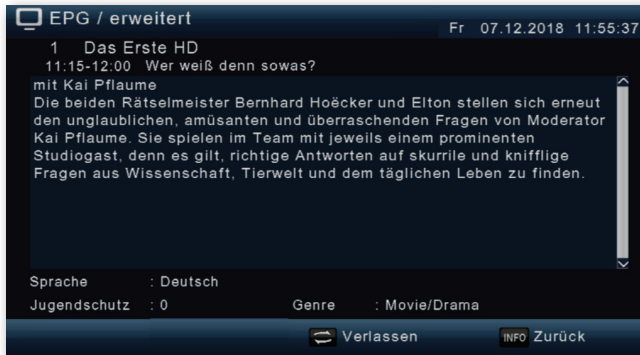 EPG / erweitert
Fr 07.12.2018 11:55:37
1 Das Erste HD
11:15-12:00 Wer weiß denn sowas?
mit Kai Pflaume
Die beiden Rätselmeister Bernhard Hoëcker und Elton stellen sich erneut
den unglaublichen, amüsanten und überraschenden Fragen von Moderator
Kai Pflaume. Sie spielen im Team mit jeweils einem prominenten
Studiogast, denn es gilt, richtige Antworten auf skurrile und knifflige
Fragen aus Wissenschaft, Tierwelt und dem täglichen Leben zu finden.
Sprache : Deutsch
Jugendschutz : 0 Genre : Movie/Drama
Verlassen INFO Zurück